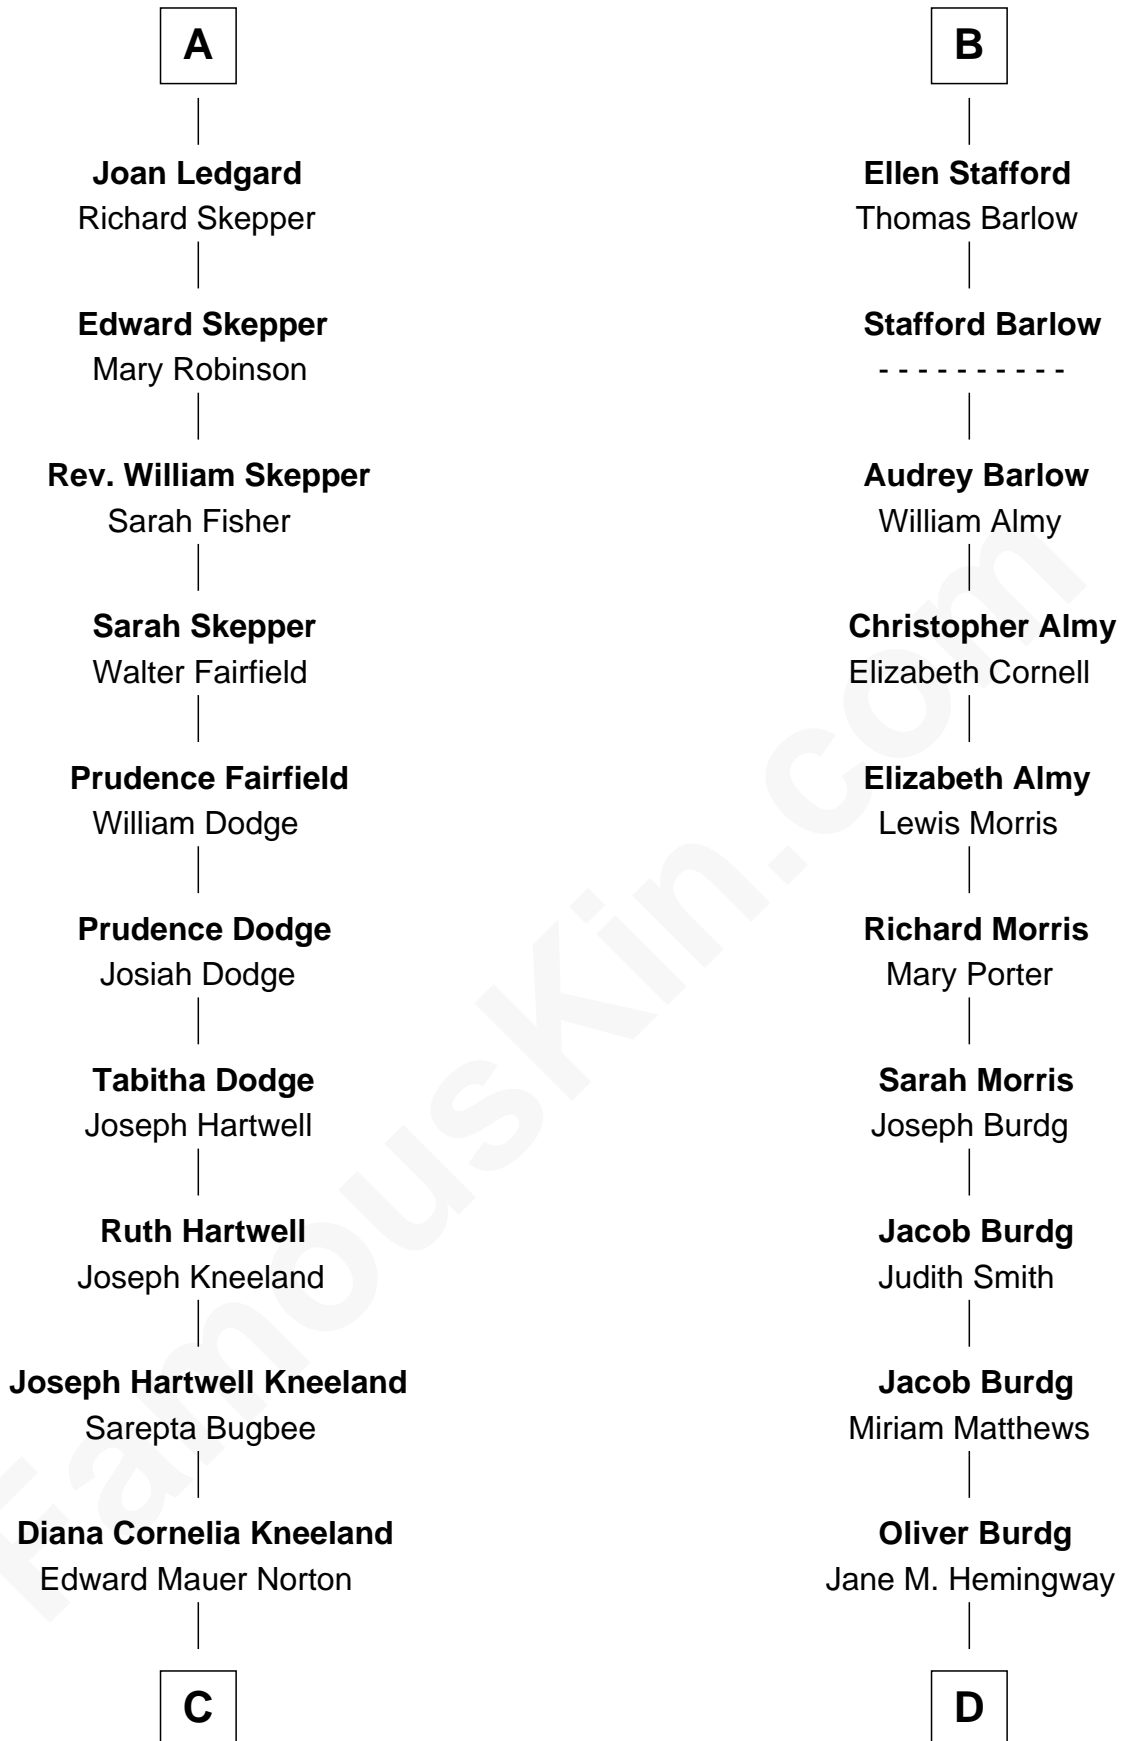 A
Joan Ledgard
Richard Skepper
Edward Skepper
Mary Robinson
Rev. William Skepper
Sarah Fisher
Sarah Skepper
Walter Fairfield
Prudence Fairfield
William Dodge
Prudence Dodge
Josiah Dodge
Tabitha Dodge
Joseph Hartwell
Ruth Hartwell
Joseph Kneeland
Joseph Hartwell Kneeland
Sarepta Bugbee
Diana Cornelia Kneeland
Edward Mauer Norton
C
B
Ellen Stafford
Thomas Barlow
Stafford Barlow
- - - - - - - - - -
Audrey Barlow
William Almy
Christopher Almy
Elizabeth Cornell
Elizabeth Almy
Lewis Morris
Richard Morris
Mary Porter
Sarah Morris
Joseph Burdg
Jacob Burdg
Judith Smith
Jacob Burdg
Miriam Matthews
Oliver Burdg
Jane M. Hemingway
D
FamousKin.com